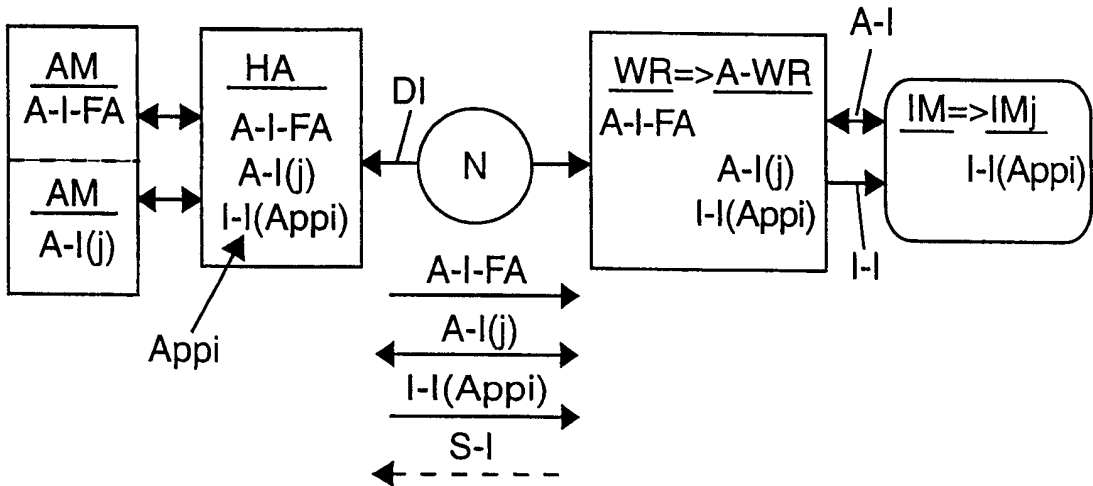 AM
A-I-FA
AM
A-I(j)
HA
A-I-FA
A-I(j)
I-I(Appi)
Appi
DI
N
A-I-FA
A-I(j)
I-I(Appi)
S-I
WR=>A-WR
A-I-FA
A-I(j)
I-I(Appi)
A-I
I-I
IM=>IMj
I-I(Appi)